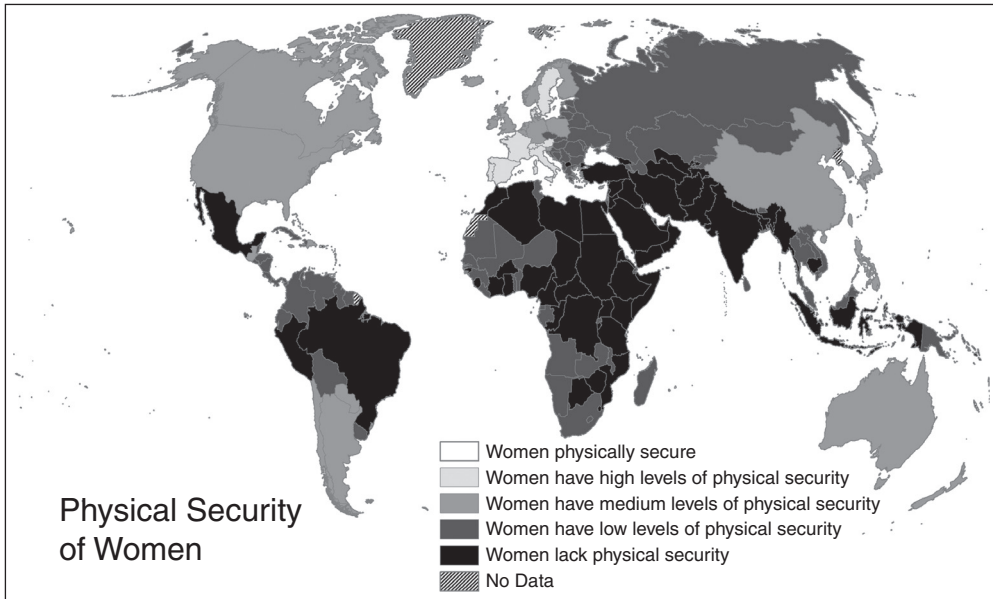 Physical Security
of Women
Women physically secure
Women have high levels of physical security
Women have medium levels of physical security
Women have low levels of physical security
Women lack physical security
No Data